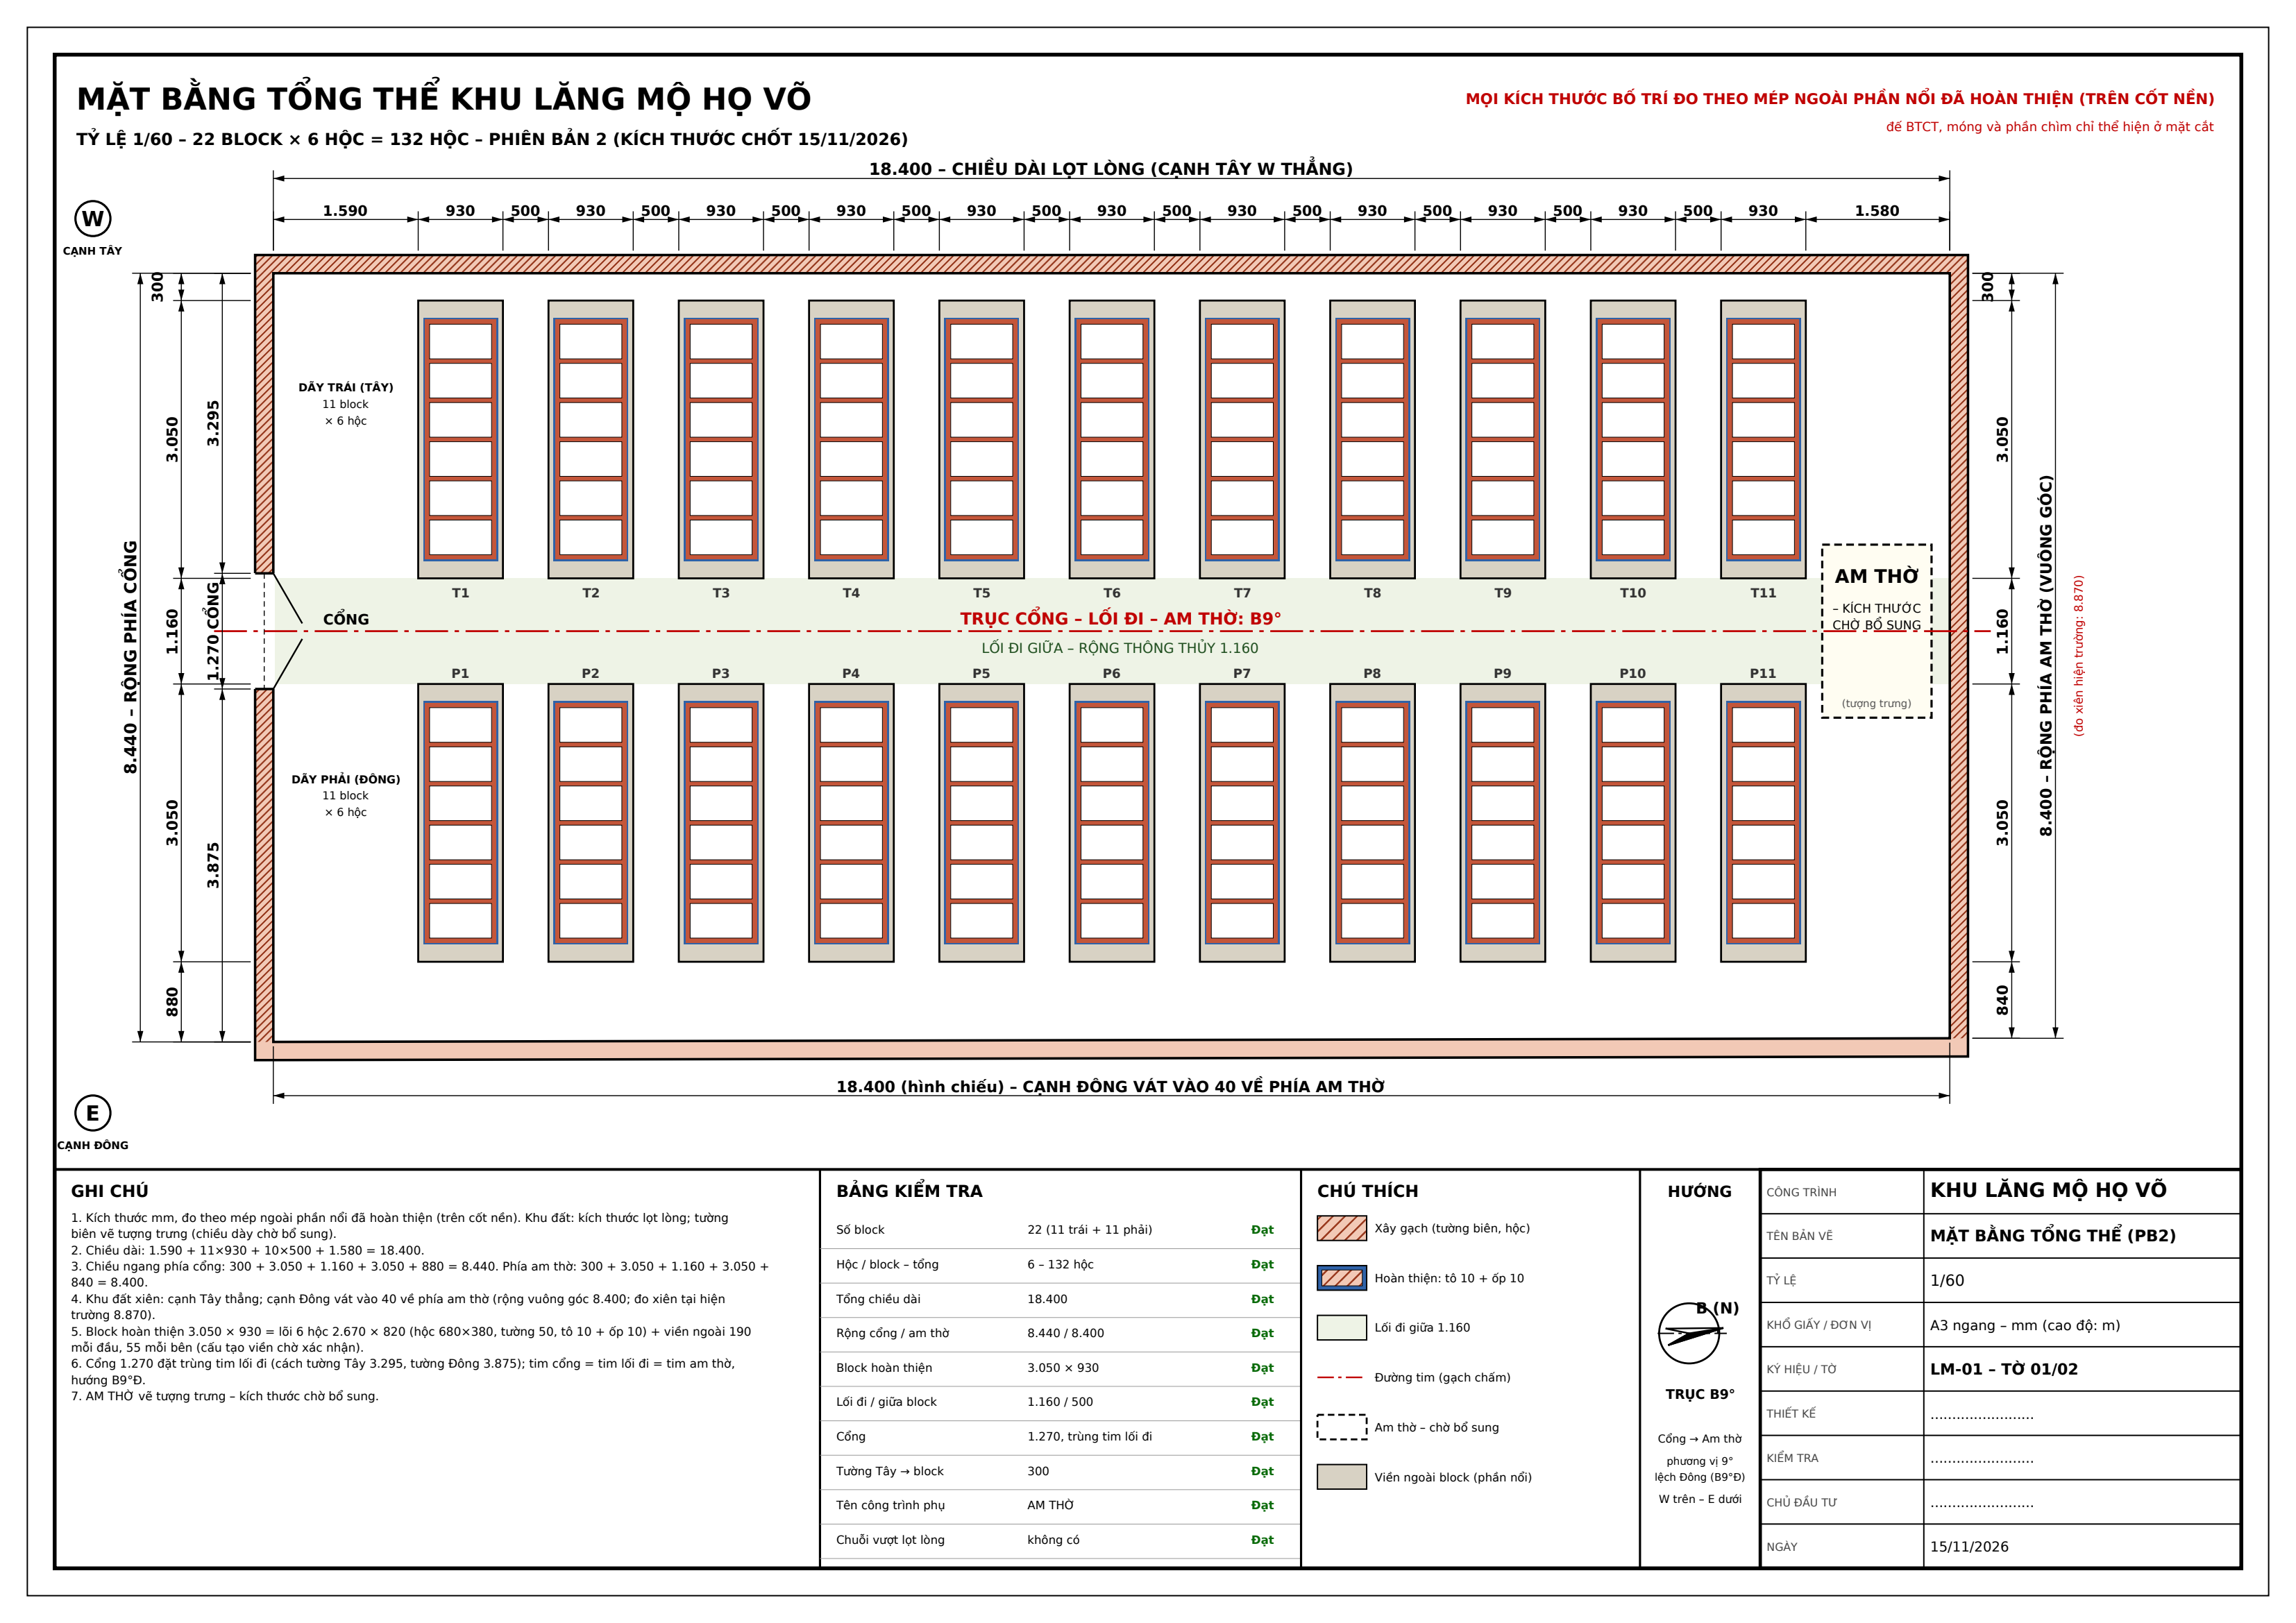 MẶT BẰNG TỔNG THỂ KHU LĂNG MỘ HỌ VÕ
TỶ LỆ 1/60 – 22 BLOCK × 6 HỘC = 132 HỘC – PHIÊN BẢN 2 (KÍCH THƯỚC CHỐT 15/11/2026)
MỌI KÍCH THƯỚC BỐ TRÍ ĐO THEO MÉP NGOÀI PHẦN NỔI ĐÃ HOÀN THIỆN (TRÊN CỐT NỀN)
đế BTCT, móng và phần chìm chỉ thể hiện ở mặt cắt
18.400 – CHIỀU DÀI LỌT LÒNG (CẠNH TÂY W THẲNG)
1.590 930 500 930 500 930 500 930 500 930 500 930 500 930 500 930 500 930 500 930 500 930 1.580
W
CẠNH TÂY
300
3.050
3.295
8.440 – RỘNG PHÍA CỔNG
1.160
1.270 CỔNG
3.050
3.875
880
DÃY TRÁI (TÂY)
11 block
× 6 hộc
T1 T2 T3 T4 T5 T6 T7 T8 T9 T10 T11
CỔNG
TRỤC CỔNG – LỐI ĐI – AM THỜ: B9°
LỐI ĐI GIỮA – RỘNG THÔNG THỦY 1.160
P1 P2 P3 P4 P5 P6 P7 P8 P9 P10 P11
DÃY PHẢI (ĐÔNG)
11 block
× 6 hộc
AM THỜ
– KÍCH THƯỚC
CHỜ BỔ SUNG
(tượng trưng)
300
3.050
1.160
3.050
840
8.400 – RỘNG PHÍA AM THỜ (VUÔNG GÓC)
(đo xiên hiện trường: 8.870)
18.400 (hình chiếu) – CẠNH ĐÔNG VÁT VÀO 40 VỀ PHÍA AM THỜ
E
CẠNH ĐÔNG
GHI CHÚ
1. Kích thước mm, đo theo mép ngoài phần nổi đã hoàn thiện (trên cốt nền). Khu đất: kích thước lọt lòng; tường
biên vẽ tượng trưng (chiều dày chờ bổ sung).
2. Chiều dài: 1.590 + 11×930 + 10×500 + 1.580 = 18.400.
3. Chiều ngang phía cổng: 300 + 3.050 + 1.160 + 3.050 + 880 = 8.440. Phía am thờ: 300 + 3.050 + 1.160 + 3.050 +
840 = 8.400.
4. Khu đất xiên: cạnh Tây thẳng; cạnh Đông vát vào 40 về phía am thờ (rộng vuông góc 8.400; đo xiên tại hiện
trường 8.870).
5. Block hoàn thiện 3.050 × 930 = lõi 6 hộc 2.670 × 820 (hộc 680×380, tường 50, tô 10 + ốp 10) + viền ngoài 190
mỗi đầu, 55 mỗi bên (cấu tạo viền chờ xác nhận).
6. Cổng 1.270 đặt trùng tim lối đi (cách tường Tây 3.295, tường Đông 3.875); tim cổng = tim lối đi = tim am thờ,
hướng B9°Đ.
7. AM THỜ vẽ tượng trưng – kích thước chờ bổ sung.
BẢNG KIỂM TRA
Số block 22 (11 trái + 11 phải) Đạt
Hộc / block – tổng 6 – 132 hộc Đạt
Tổng chiều dài 18.400 Đạt
Rộng cổng / am thờ 8.440 / 8.400 Đạt
Block hoàn thiện 3.050 × 930 Đạt
Lối đi / giữa block 1.160 / 500 Đạt
Cổng 1.270, trùng tim lối đi Đạt
Tường Tây → block 300 Đạt
Tên công trình phụ AM THỜ Đạt
Chuỗi vượt lọt lòng không có Đạt
CHÚ THÍCH
Xây gạch (tường biên, hộc)
Hoàn thiện: tô 10 + ốp 10
Lối đi giữa 1.160
Đường tim (gạch chấm)
Am thờ – chờ bổ sung
Viền ngoài block (phần nổi)
HƯỚNG
B (N)
TRỤC B9°
Cổng → Am thờ
phương vị 9°
lệch Đông (B9°Đ)
W trên – E dưới
CÔNG TRÌNH KHU LĂNG MỘ HỌ VÕ
TÊN BẢN VẼ MẶT BẰNG TỔNG THỂ (PB2)
TỶ LỆ 1/60
KHỔ GIẤY / ĐƠN VỊ A3 ngang – mm (cao độ: m)
KÝ HIỆU / TỜ LM-01 – TỜ 01/02
THIẾT KẾ ........................
KIỂM TRA ........................
CHỦ ĐẦU TƯ ........................
NGÀY 15/11/2026